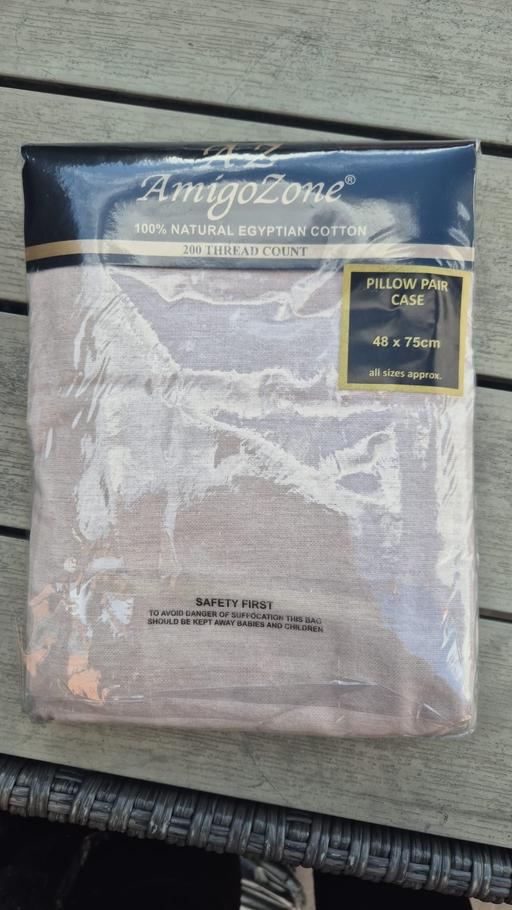 A-Z
AmigoZone®
100% NATURAL EGYPTIAN COTTON
200 THREAD COUNT
PILLOW PAIR
CASE
48 x 75cm
all sizes approx.
SAFETY FIRST
TO AVOID DANGER OF SUFFOCATION THIS BAG
SHOULD BE KEPT AWAY BABIES AND CHILDREN